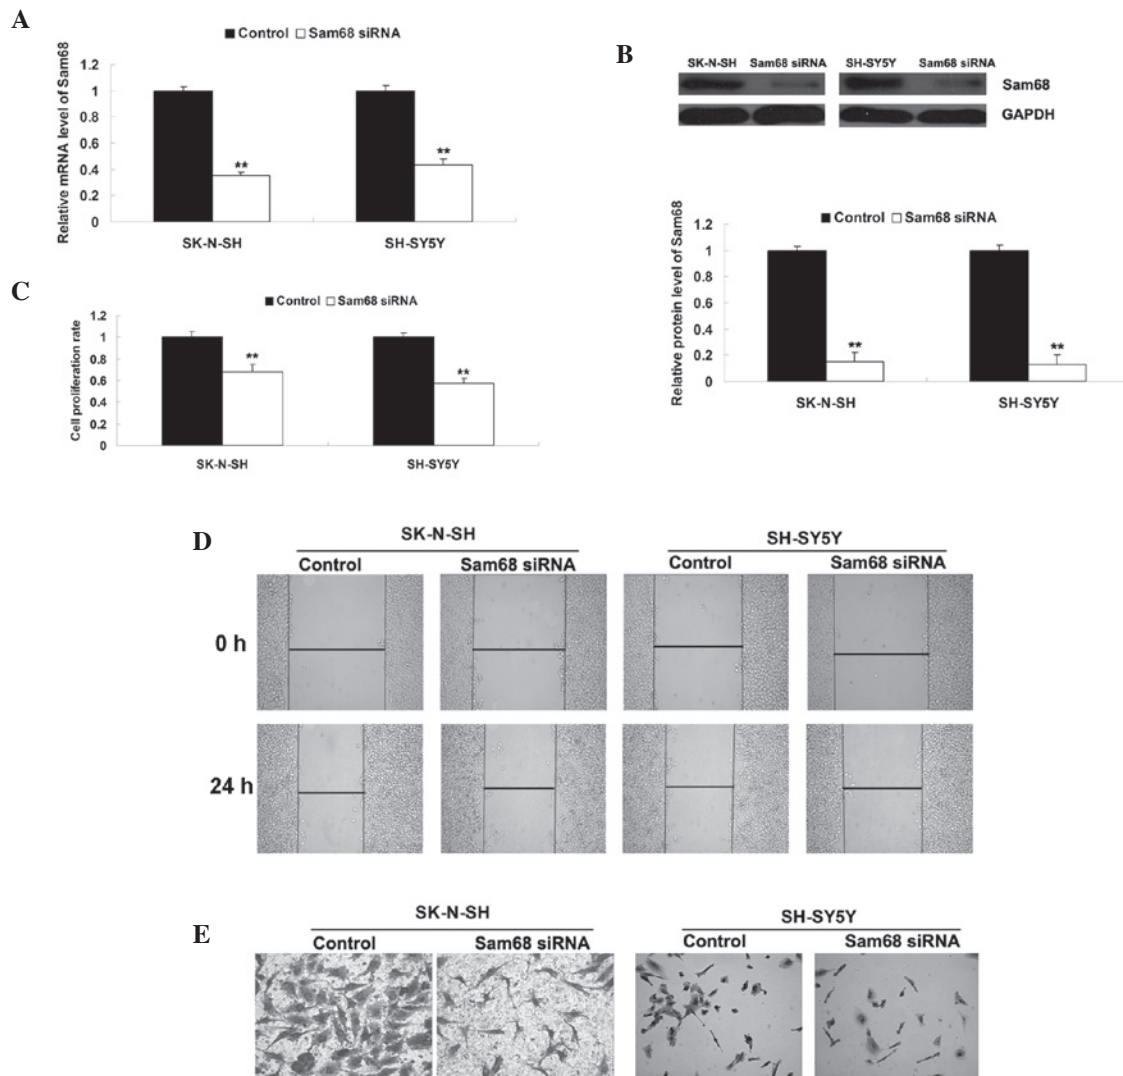 A
■ Control □ Sam68 siRNA
Relative mRNA level of Sam68
1.2
1
0.8
0.6
0.4
0.2
0
**
**
SK-N-SH SH-SY5Y
B
SK-N-SH Sam68 siRNA SH-SY5Y Sam68 siRNA
Sam68
GAPDH
■ Control □ Sam68 siRNA
Relative protein level of Sam68
1.2
1
0.8
0.6
0.4
0.2
0
**
**
SK-N-SH SH-SY5Y
C
■ Control □ Sam68 siRNA
Cell proliferation rate
1
0.8
0.6
0.4
0.2
0
**
**
SK-N-SH SH-SY5Y
D
SK-N-SH SH-SY5Y
Control Sam68 siRNA Control Sam68 siRNA
0 h
24 h
E
SK-N-SH SH-SY5Y
Control Sam68 siRNA Control Sam68 siRNA